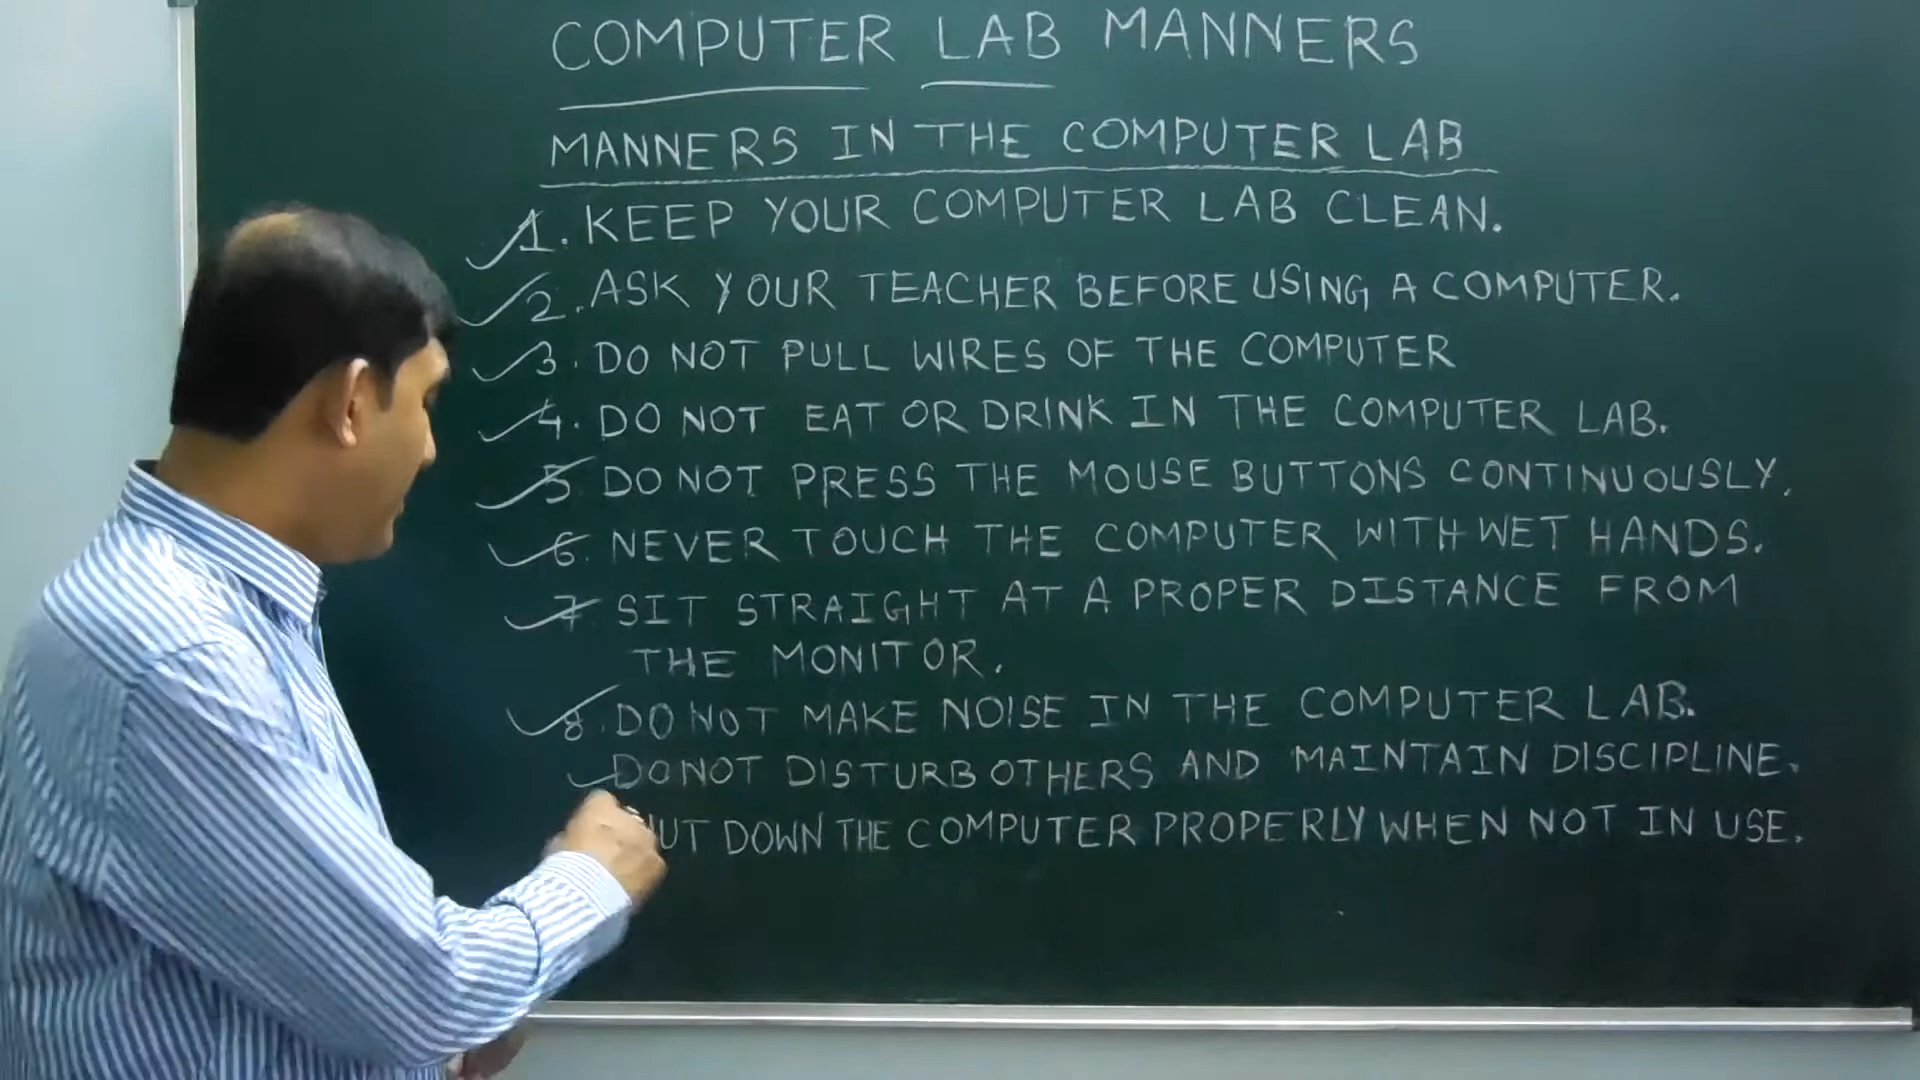 COMPUTER LAB MANNERS
MANNERS IN THE COMPUTER LAB
1. KEEP YOUR COMPUTER LAB CLEAN.
2. ASK YOUR TEACHER BEFORE USING A COMPUTER.
3. DO NOT PULL WIRES OF THE COMPUTER
4. DO NOT EAT OR DRINK IN THE COMPUTER LAB.
5. DO NOT PRESS THE MOUSE BUTTONS CONTINUOUSLY.
6. NEVER TOUCH THE COMPUTER WITH WET HANDS.
7. SIT STRAIGHT AT A PROPER DISTANCE FROM
THE MONITOR.
8. DO NOT MAKE NOISE IN THE COMPUTER LAB.
DO NOT DISTURB OTHERS AND MAINTAIN DISCIPLINE.
DOWN THE COMPUTER PROPERLY WHEN NOT IN USE.